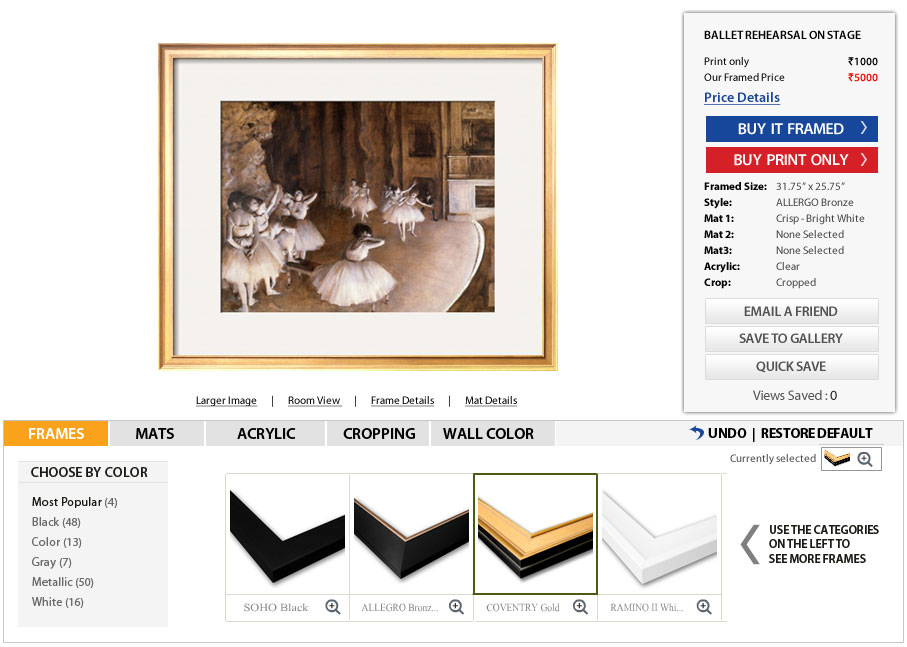 BALLET REHEARSAL ON STAGE
Print only ₹1000
Our Framed Price ₹5000
Price Details
BUY IT FRAMED
BUY PRINT ONLY
Framed Size: 31.75” x 25.75”
Style: ALLERGO Bronze
Mat 1: Crisp - Bright White
Mat 2: None Selected
Mat3: None Selected
Acrylic: Clear
Crop: Cropped
EMAIL A FRIEND
SAVE TO GALLERY
QUICK SAVE
Views Saved : 0
Larger Image | Room View | Frame Details | Mat Details
FRAMES MATS ACRYLIC CROPPING WALL COLOR UNDO | RESTORE DEFAULT
Currently selected
CHOOSE BY COLOR
Most Popular (4)
Black (48)
Color (13)
Gray (7)
Metallic (50)
White (16)
SOHO Black ALLEGRO Bronz... COVENTRY Gold RAMINO II Whi...
USE THE CATEGORIES
ON THE LEFT TO
SEE MORE FRAMES